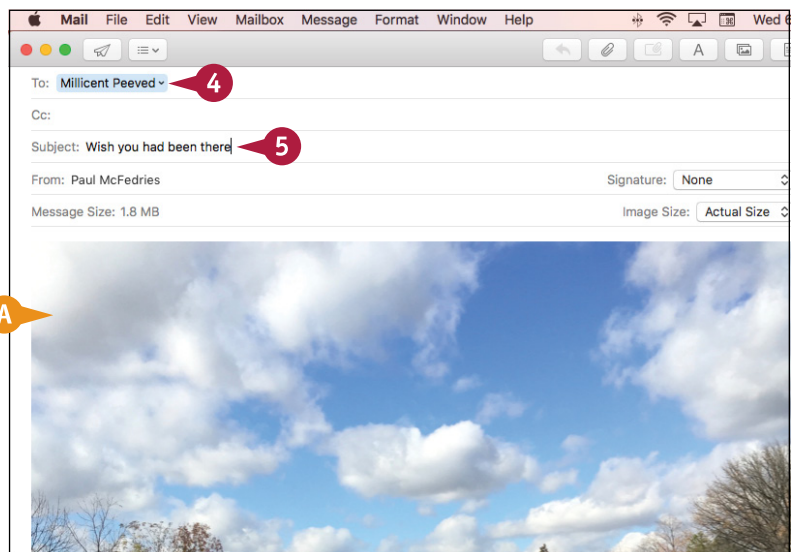 Mail File Edit View Mailbox Message Format Window Help Wed
A
To: Millicent Peeved 4
Cc:
Subject: Wish you had been there 5
From: Paul McFedries Signature: None
Message Size: 1.8 MB Image Size: Actual Size
A